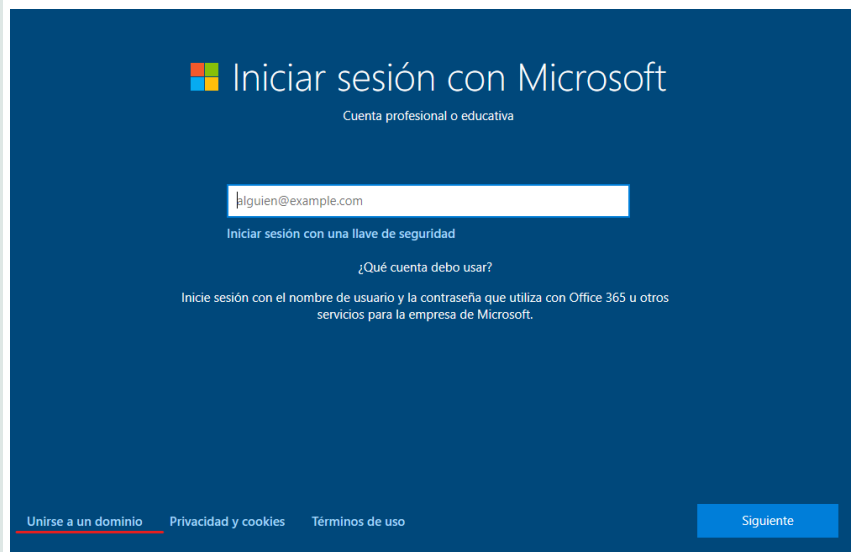 Iniciar sesión con Microsoft
Cuenta profesional o educativa
alguien@example.com
Iniciar sesión con una llave de seguridad
¿Qué cuenta debo usar?
Inicie sesión con el nombre de usuario y la contraseña que utiliza con Office 365 u otros
servicios para la empresa de Microsoft.
Unirse a un dominio Privacidad y cookies Términos de uso Siguiente